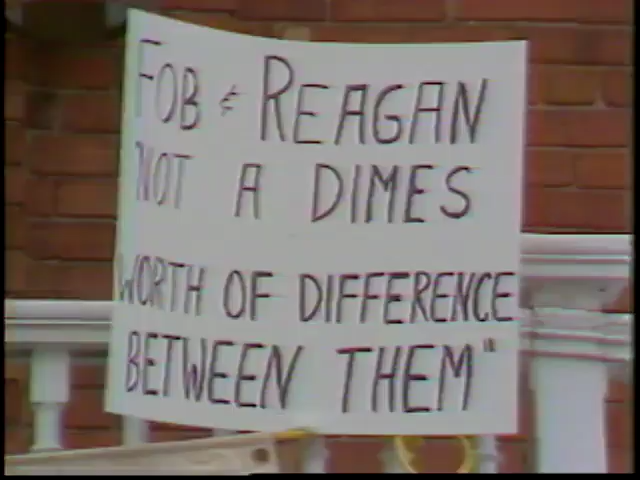 FOB & REAGAN
NOT A DIMES
WORTH OF DIFFERENCE
BETWEEN THEM"